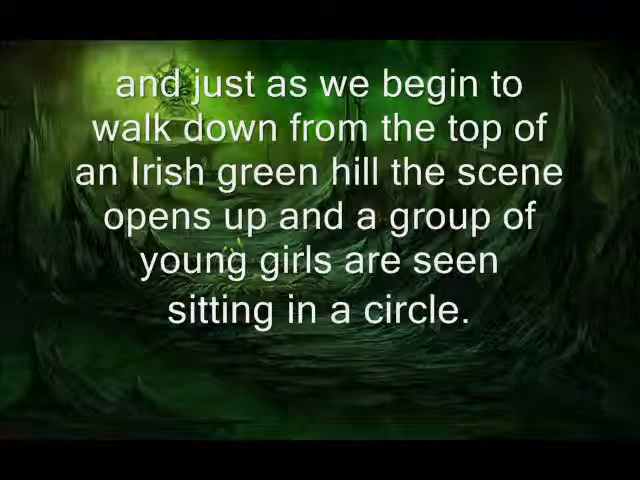 and just as we begin to
walk down from the top of
an Irish green hill the scene
opens up and a group of
young girls are seen
sitting in a circle.